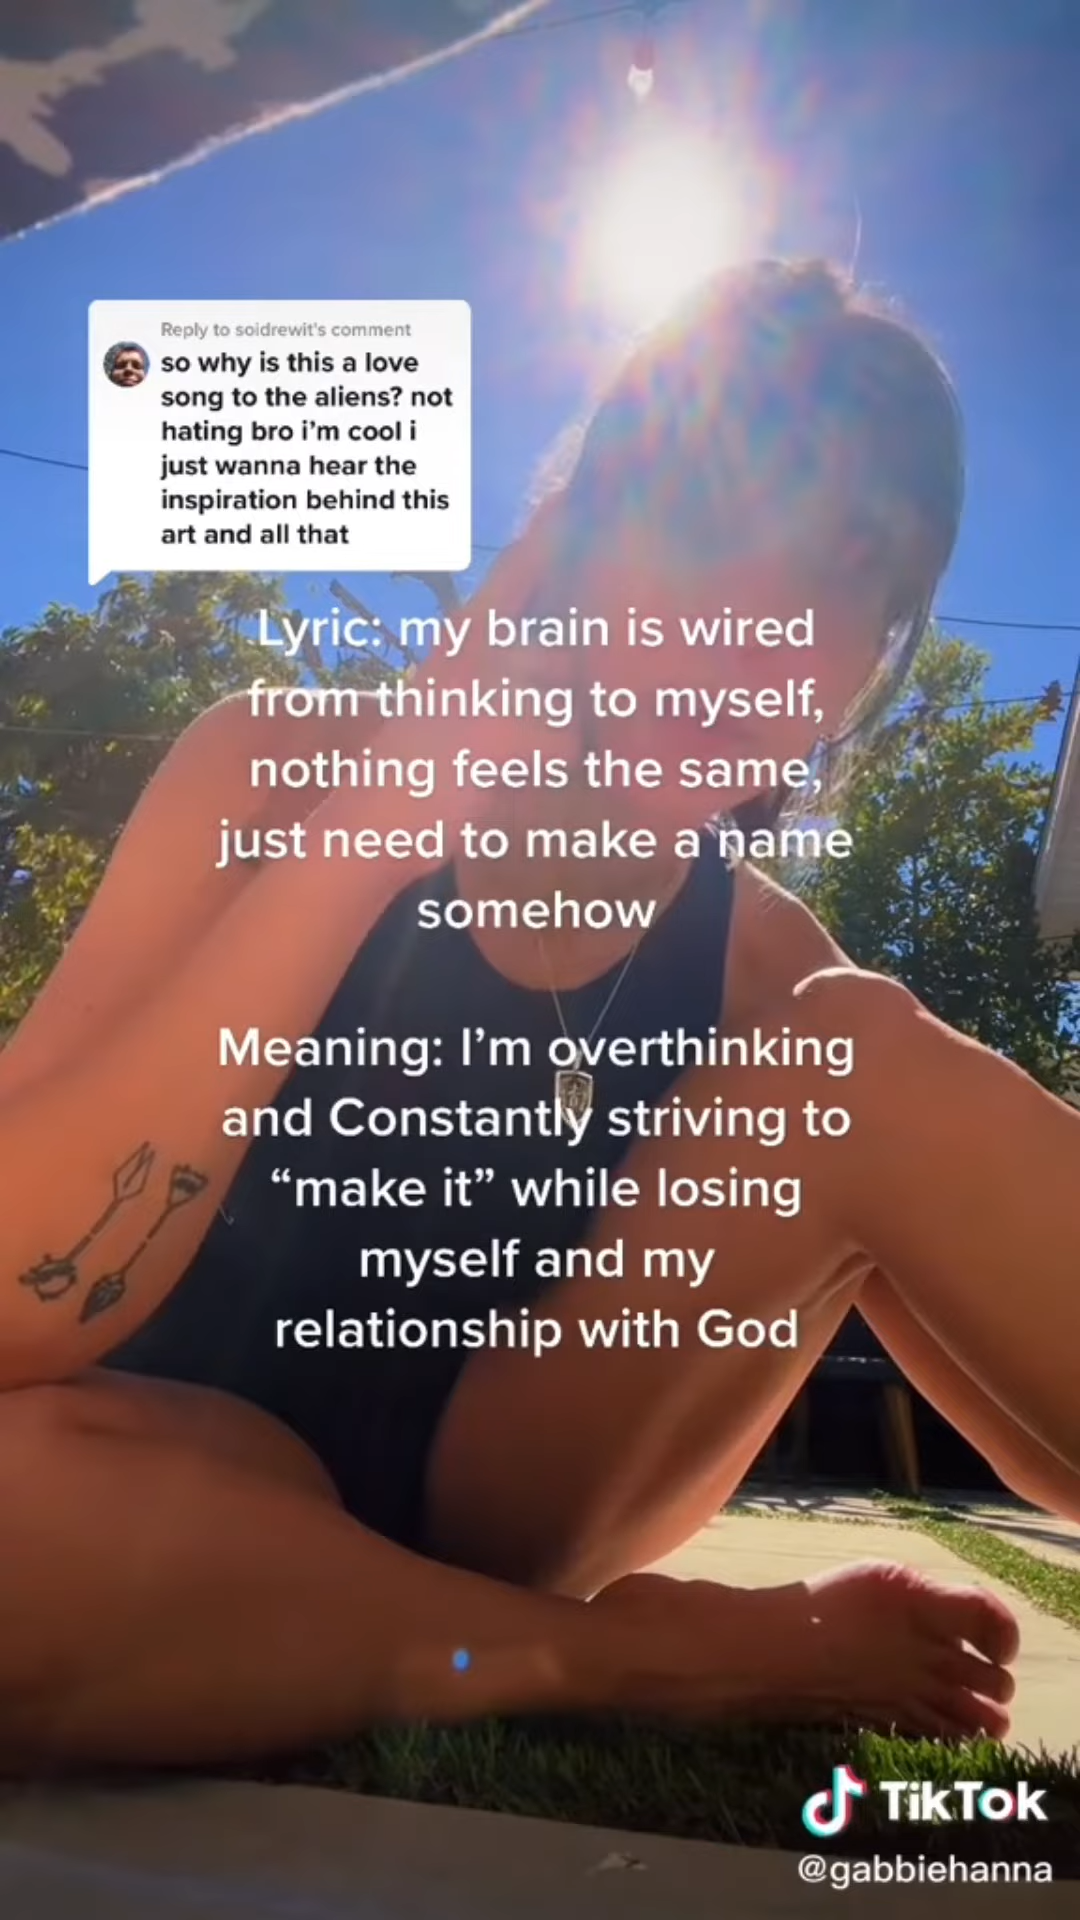 Reply to soidrewit's comment
so why is this a love
song to the aliens? not
hating bro i'm cool i
just wanna hear the
inspiration behind this
art and all that
Lyric: my brain is wired
from thinking to myself,
nothing feels the same,
just need to make a name
somehow
Meaning: I'm overthinking
and Constantly striving to
“make it” while losing
myself and my
relationship with God
TikTok
@gabbiehanna